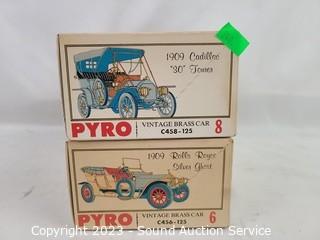 1909 Cadillac
"30" Tourer
PYRO
VINTAGE BRASS CAR
C458-125
8
1909 Rolls Royce
Silver Ghost
PYRO
VINTAGE BRASS CAR
C456-125
6
Copyright 2023 - Sound Auction Service